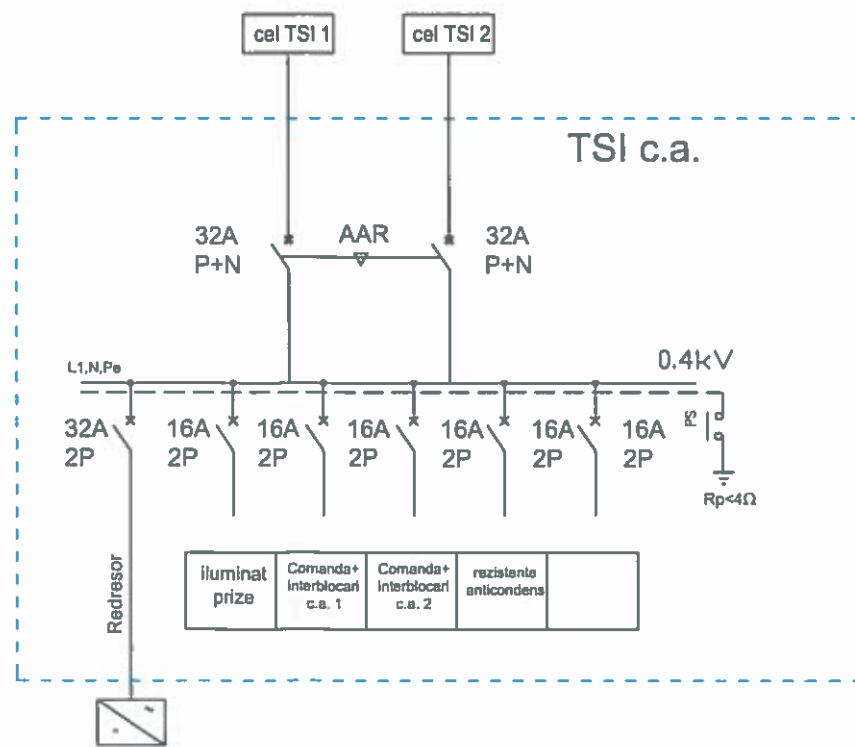 cel TSI 1
cel TSI 2
TSI c.a.
32A
P+N
AAR
32A
P+N
L1,N,Pe
0.4kV
32A
2P
16A
2P
16A
2P
16A
2P
16A
2P
16A
2P
16A
2P
PS
Rp<4Ω
Redresor
iluminat
prize
Comanda+
interblocari
c.a. 1
Comanda+
interblocari
c.a. 2
rezistente
anticondens